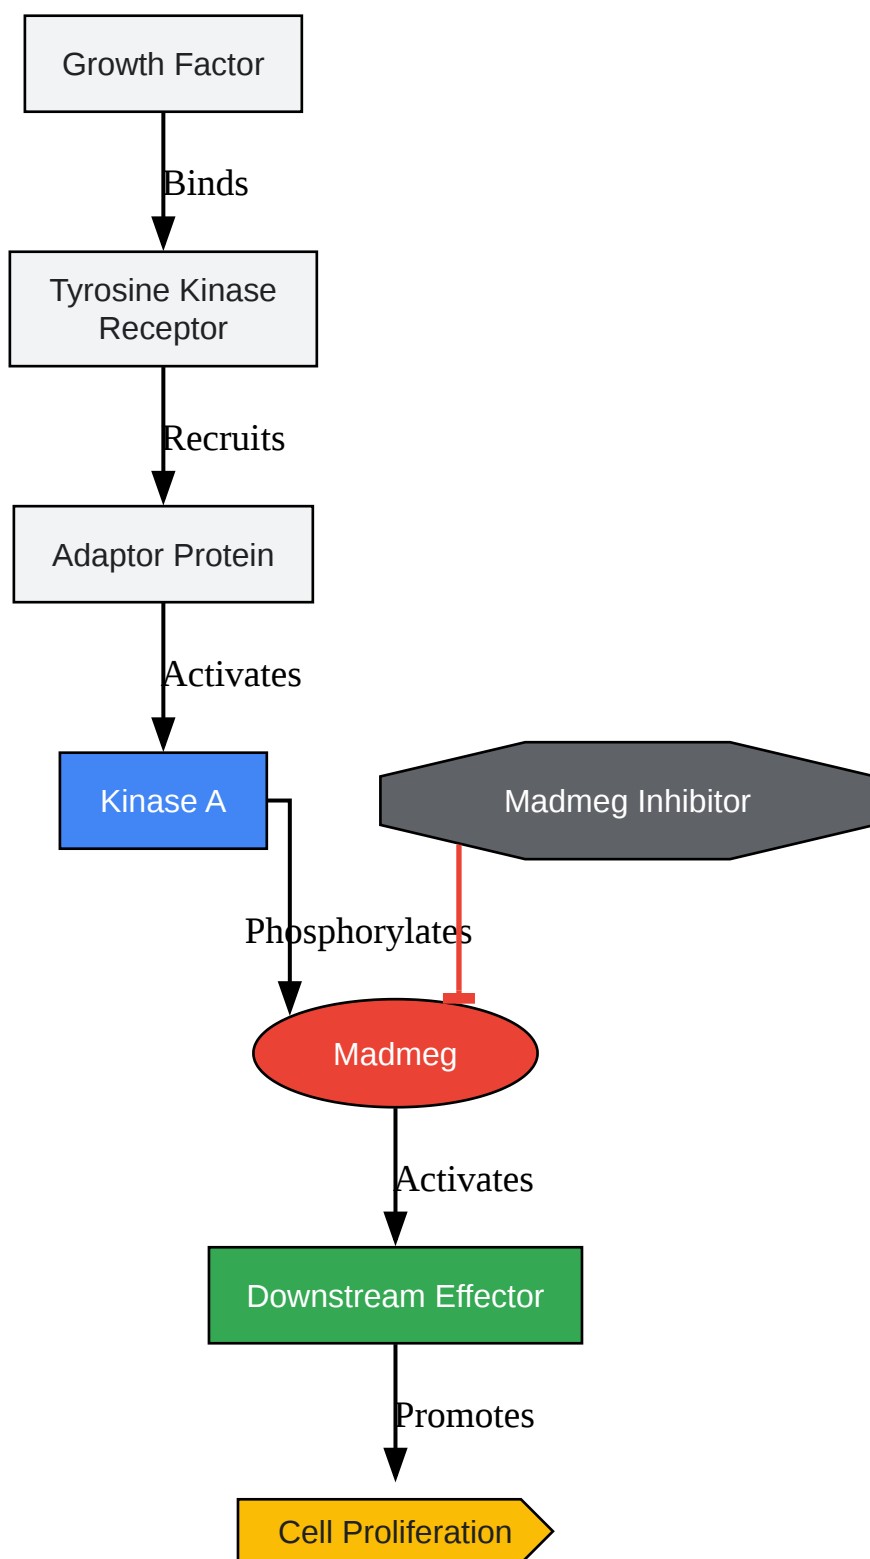 Growth Factor
Binds
Tyrosine Kinase
Receptor
Recruits
Adaptor Protein
Activates
Kinase A
Madmeg Inhibitor
Phosphorylates
Madmeg
Activates
Downstream Effector
Promotes
Cell Proliferation